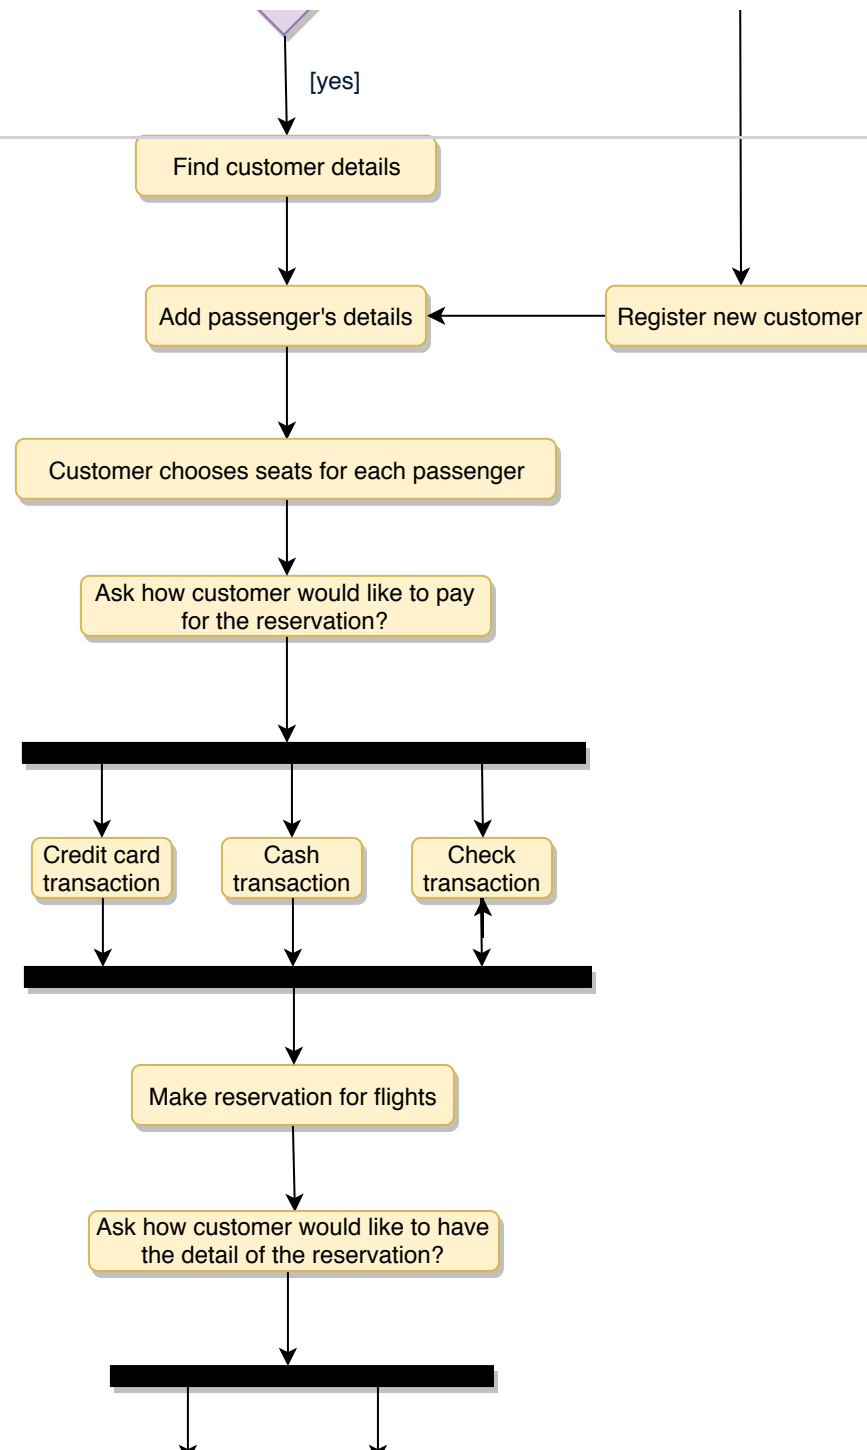 [yes]
Find customer details
Add passenger's details
Register new customer
Customer chooses seats for each passenger
Ask how customer would like to pay
for the reservation?
Credit card
transaction
Cash
transaction
Check
transaction
Make reservation for flights
Ask how customer would like to have
the detail of the reservation?